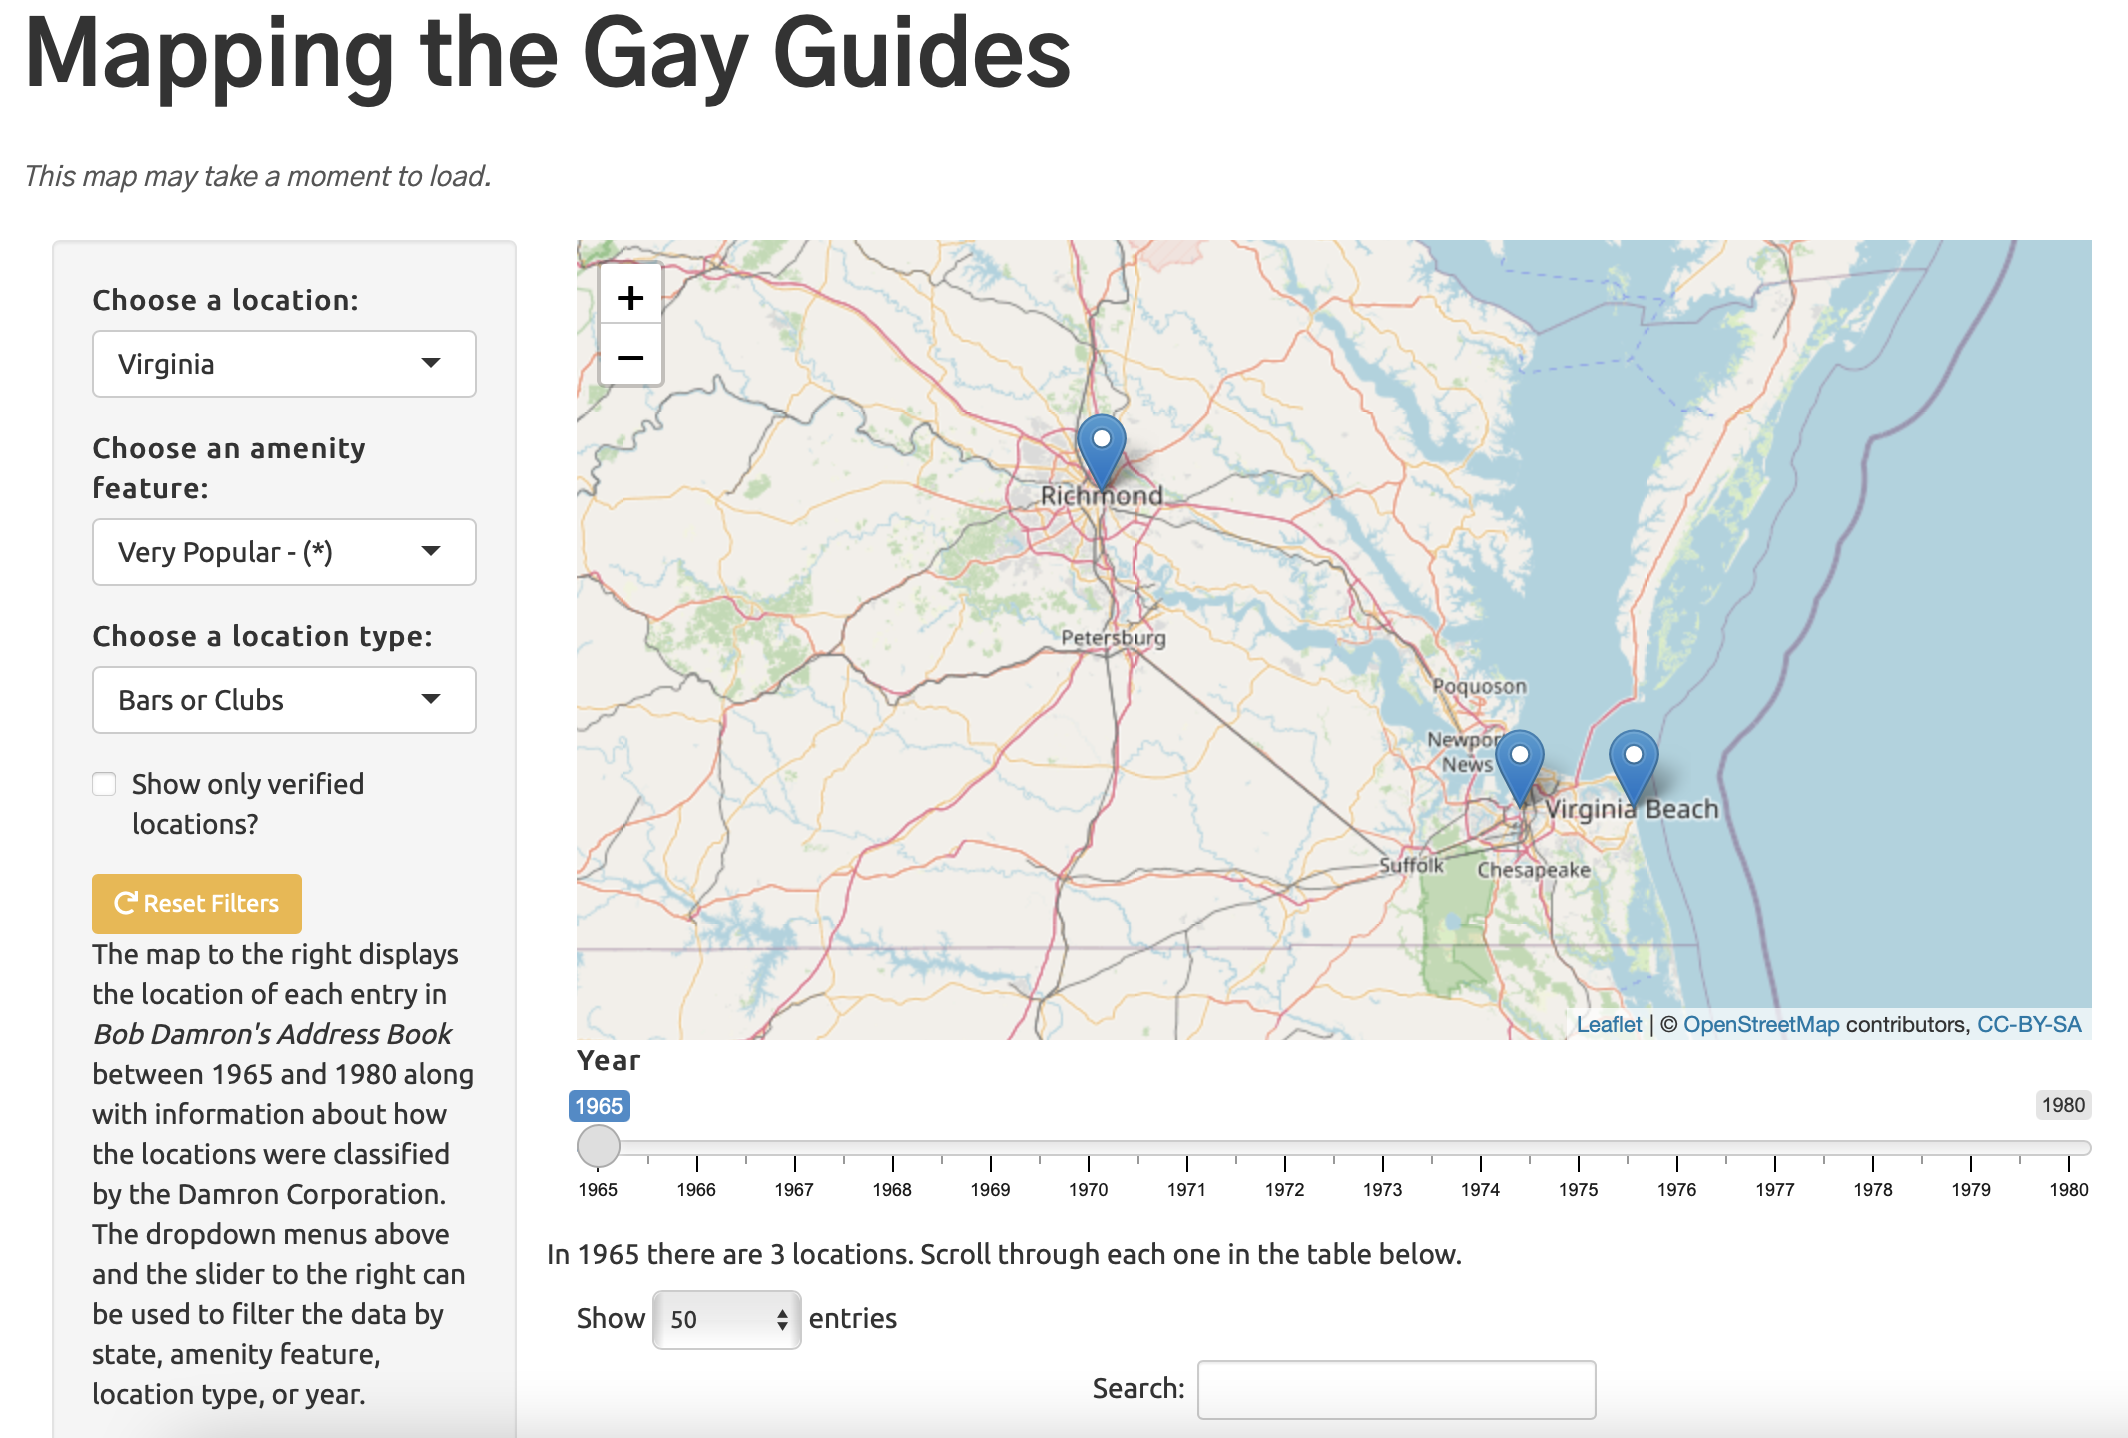 Mapping the Gay Guides
This map may take a moment to load.
Choose a location:
Virginia
Choose an amenity
feature:
Very Popular - (*)
Choose a location type:
Bars or Clubs
Show only verified
locations?
Reset Filters
The map to the right displays
the location of each entry in
Bob Damron's Address Book
between 1965 and 1980 along
with information about how
the locations were classified
by the Damron Corporation.
The dropdown menus above
and the slider to the right can
be used to filter the data by
state, amenity feature,
location type, or year.
+
−
Richmond
Petersburg
Poquoson
Newpor
News
Virginia Beach
Suffolk
Chesapeake
Leaflet | © OpenStreetMap contributors, CC-BY-SA
Year
1965
1980
1965 1966 1967 1968 1969 1970 1971 1972 1973 1974 1975 1976 1977 1978 1979 1980
In 1965 there are 3 locations. Scroll through each one in the table below.
Show 50 entries
Search: